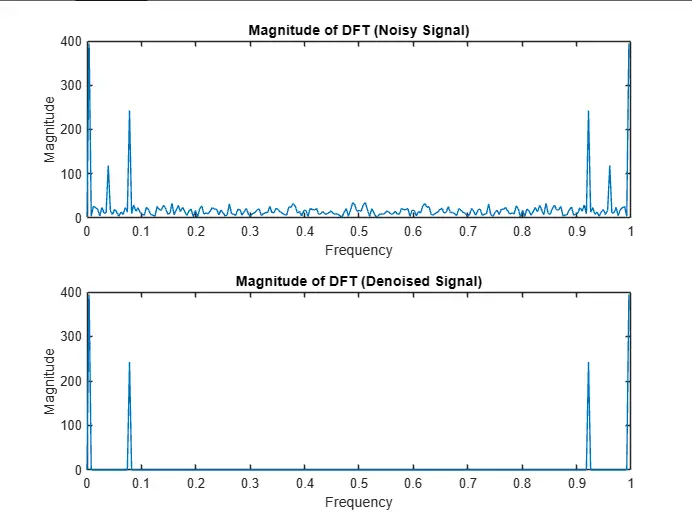 Magnitude of DFT (Noisy Signal)
400
300
200
100
0
Magnitude
0 0.1 0.2 0.3 0.4 0.5 0.6 0.7 0.8 0.9 1
Frequency
Magnitude of DFT (Denoised Signal)
400
300
200
100
0
Magnitude
0 0.1 0.2 0.3 0.4 0.5 0.6 0.7 0.8 0.9 1
Frequency